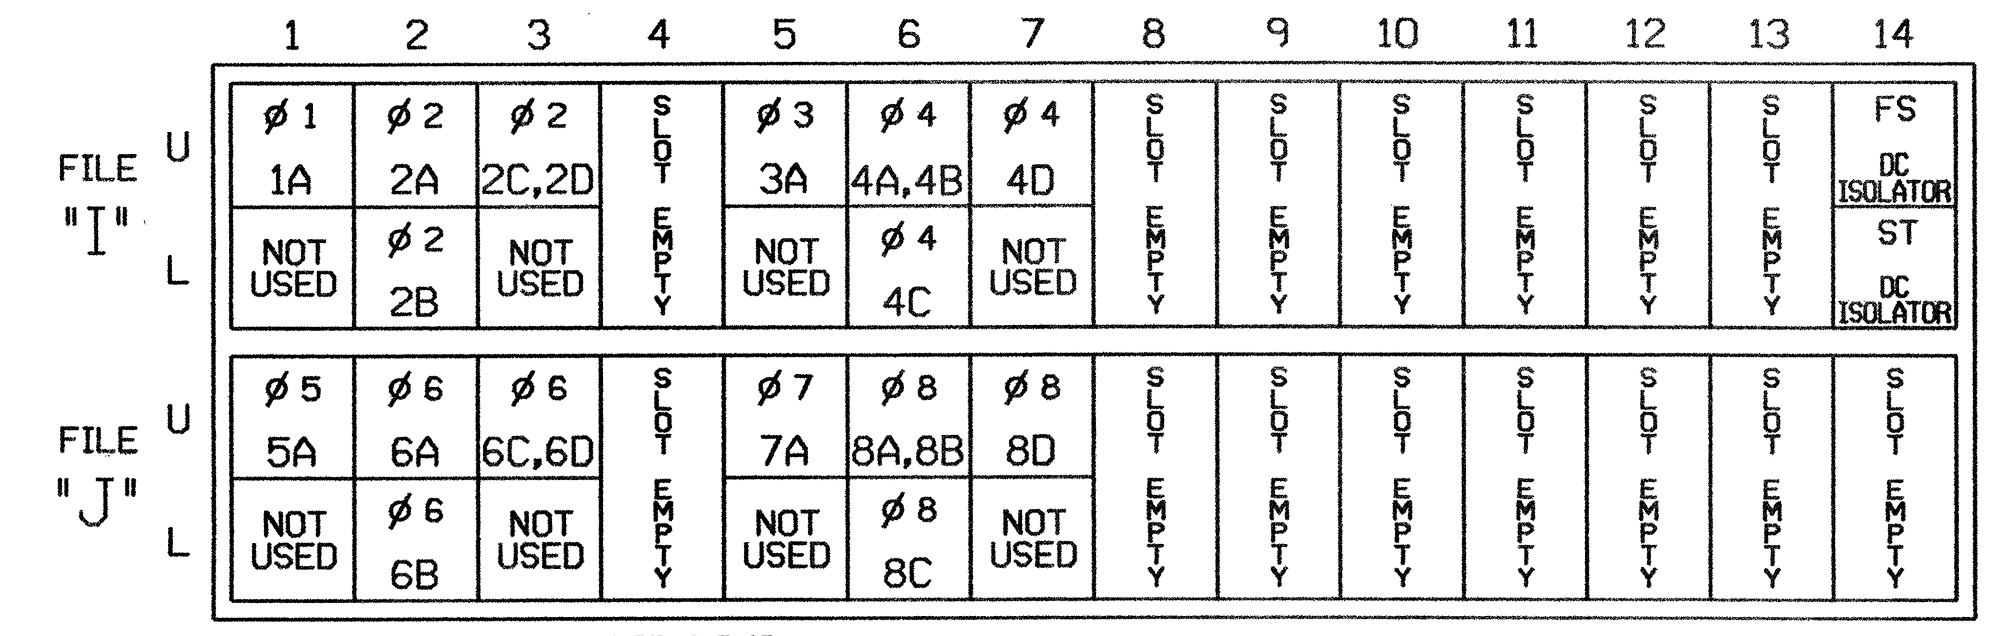 1 2 3 4 5 6 7 8 9 10 11 12 13 14
FILE "I"
U
L
ø 1
1A
NOT
USED
ø 2
2A
ø 2
2B
ø 2
2C,2D
NOT
USED
SLOT EMPTY
ø 3
3A
NOT
USED
ø 4
4A,4B
ø 4
4C
ø 4
4D
NOT
USED
SLOT EMPTY
SLOT EMPTY
SLOT EMPTY
SLOT EMPTY
SLOT EMPTY
SLOT EMPTY
FS
DC
ISOLATOR
ST
DC
ISOLATOR
FILE "J"
U
L
ø 5
5A
NOT
USED
ø 6
6A
ø 6
6B
ø 6
6C,6D
NOT
USED
SLOT EMPTY
ø 7
7A
NOT
USED
ø 8
8A,8B
ø 8
8C
ø 8
8D
NOT
USED
SLOT EMPTY
SLOT EMPTY
SLOT EMPTY
SLOT EMPTY
SLOT EMPTY
SLOT EMPTY
SLOT EMPTY